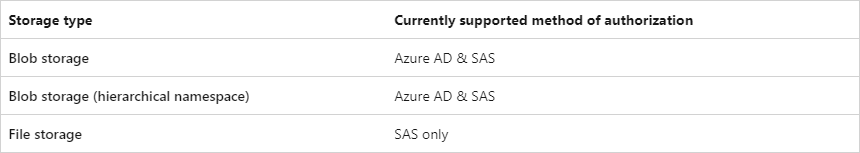 Storage type Currently supported method of authorization
Blob storage Azure AD & SAS
Blob storage (hierarchical namespace) Azure AD & SAS
File storage SAS only